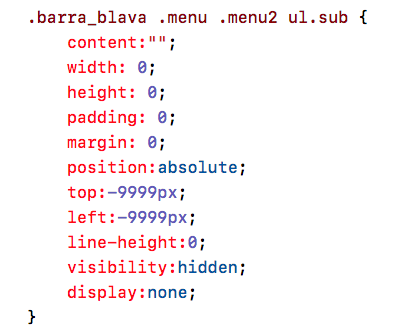 .barra_blava .menu .menu2 ul.sub {
    content:"";
    width: 0;
    height: 0;
    padding: 0;
    margin: 0;
    position:absolute;
    top:-9999px;
    left:-9999px;
    line-height:0;
    visibility:hidden;
    display:none;
}